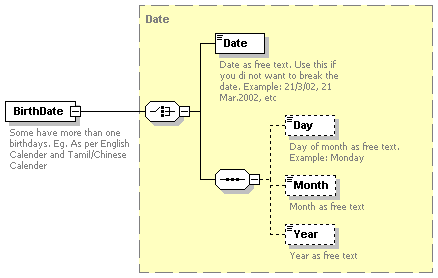 Date
Date
Date as free text. Use this if
you di not want to break the
date. Example: 21/3/02, 21
Mar.2002, etc
BirthDate
Some have more than one
birthdays. Eg. As per English
Calender and Tamil/Chinese
Calender
Day
Day of month as free text.
Example: Monday
Month
Month as free text
Year
Year as free text